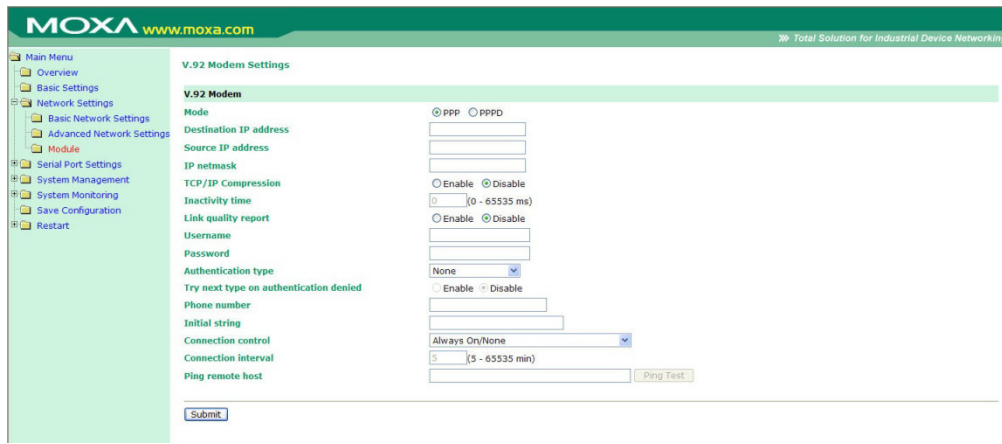 MOXA www.moxa.com
Total Solution for Industrial Device Networking
Main Menu
Overview
Basic Settings
Network Settings
Basic Network Settings
Advanced Network Settings
Module
Serial Port Settings
System Management
System Monitoring
Save Configuration
Restart
V.92 Modem Settings
V.92 Modem
Mode PPP PPPD
Destination IP address
Source IP address
IP netmask
TCP/IP Compression Enable Disable
Inactivity time 0 (0 - 65535 ms)
Link quality report Enable Disable
Username
Password
Authentication type None
Try next type on authentication denied Enable Disable
Phone number
Initial string
Connection control Always On/None
Connection interval 5 (5 - 65535 min)
Ping remote host Ping Test
Submit